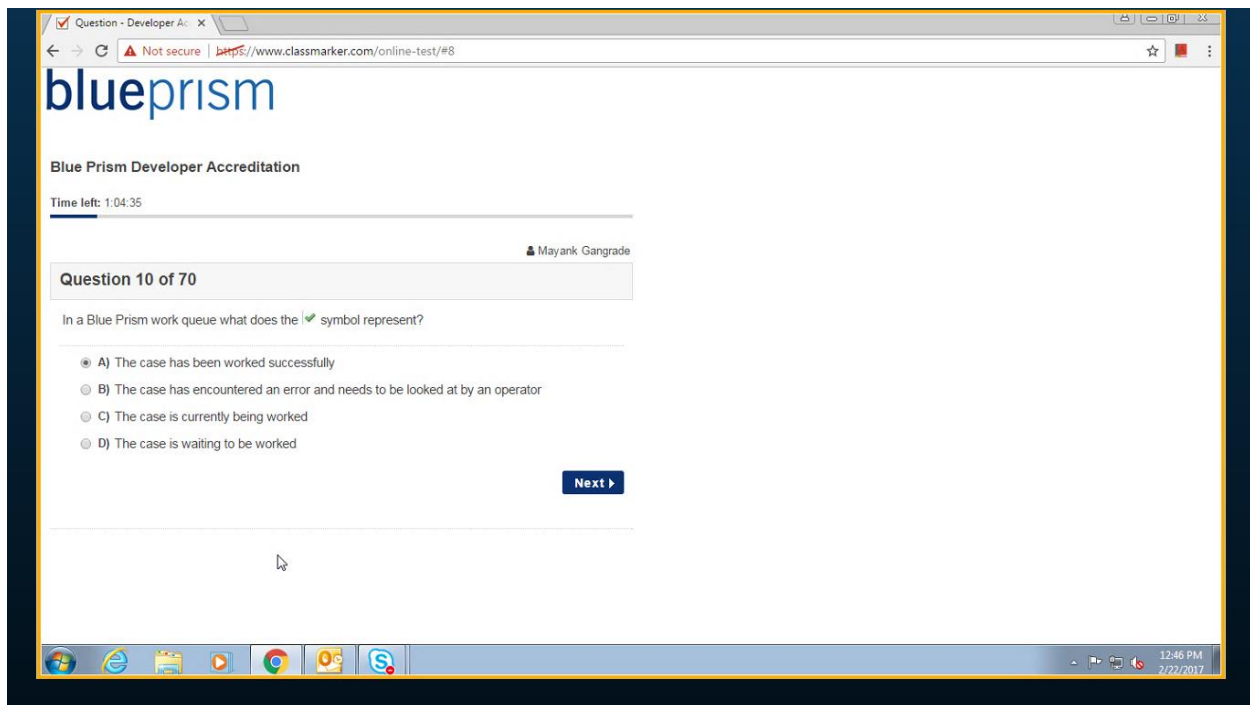 Question - Developer Ac
Not secure | https://www.classmarker.com/online-test/#8
blueprism
Blue Prism Developer Accreditation
Time left: 1:04:35
Mayank Gangrade
Question 10 of 70
In a Blue Prism work queue what does the ✔ symbol represent?
A) The case has been worked successfully
B) The case has encountered an error and needs to be looked at by an operator
C) The case is currently being worked
D) The case is waiting to be worked
Next
12:46 PM
2/22/2017